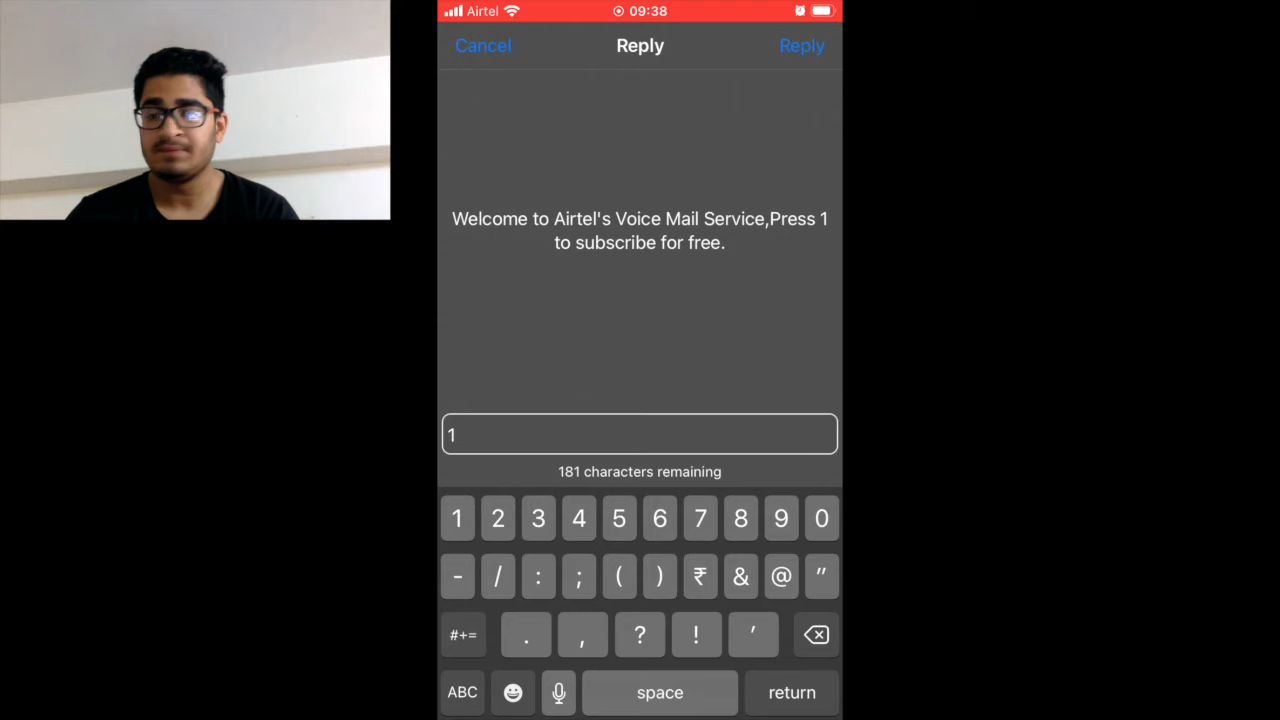 Airtel 09:38
Cancel Reply Reply
Welcome to Airtel's Voice Mail Service,Press 1
to subscribe for free.
1
181 characters remaining
1 2 3 4 5 6 7 8 9 0
- / : ; ( ) ₹ & @ "
#+= . , ? ! '
ABC space return